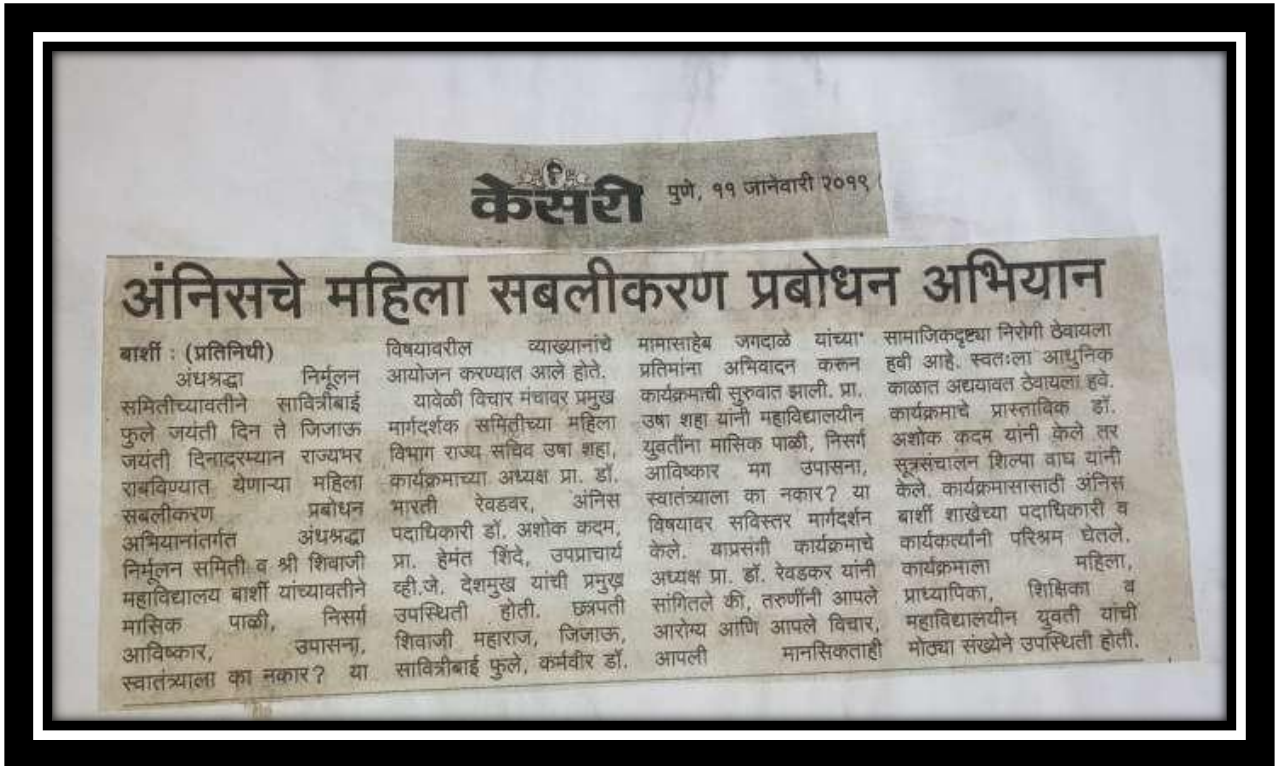 केसरी
पुणे, ११ जानेवारी २०१९
अंनिसचे महिला सबलीकरण प्रबोधन अभियान
बार्शी : (प्रतिनिधी)
अंधश्रद्धा निर्मूलन
समितीच्यावतीने सावित्रीबाई
फुले जयंती दिन ते जिजाऊ
जयंती दिनादरम्यान राज्यभर
राबविण्यात येणाऱ्या महिला
सबलीकरण प्रबोधन
अभियानांतर्गत अंधश्रद्धा
निर्मूलन समिती व श्री शिवाजी
महाविद्यालय बार्शी यांच्यावतीने
मासिक पाळी, निसर्ग
आविष्कार, उपासना,
स्वातंत्र्याला का नकार? या
विषयावरील व्याख्यानांचे
आयोजन करण्यात आले होते.
यावेळी विचार मंचावर प्रमुख
मार्गदर्शक समितीच्या महिला
विभाग राज्य सचिव उषा शहा,
कार्यक्रमाच्या अध्यक्ष प्रा. डॉ.
भारती रेवडवर, अंनिस
पदाधिकारी डॉ. अशोक कदम,
प्रा. हेमंत शिंदे, उपप्राचार्य
व्ही.जे. देशमुख यांची प्रमुख
उपस्थिती होती. छत्रपती
शिवाजी महाराज, जिजाऊ,
सावित्रीबाई फुले, कर्मवीर डॉ.
मामासाहेब जगदाळे यांच्या
प्रतिमांना अभिवादन करून
कार्यक्रमाची सुरुवात झाली. प्रा.
उषा शहा यांनी महाविद्यालयीन
युवतींना मासिक पाळी, निसर्ग
आविष्कार मग उपासना,
स्वातंत्र्याला का नकार? या
विषयावर सविस्तर मार्गदर्शन
केले. याप्रसंगी कार्यक्रमाचे
अध्यक्ष प्रा. डॉ. रेवडकर यांनी
सांगितले की, तरुणींनी आपले
आरोग्य आणि आपले विचार,
आपली मानसिकताही
सामाजिकदृष्ट्या निरोगी ठेवायला
हवी आहे. स्वतःला आधुनिक
काळात अद्ययावत ठेवायला हवे.
कार्यक्रमाचे प्रास्ताविक डॉ.
अशोक कदम यांनी केले तर
सूत्रसंचालन शिल्पा वाघ यांनी
केले. कार्यक्रमासाठी अंनिस
बार्शी शाखेच्या पदाधिकारी व
कार्यकर्त्यांनी परिश्रम घेतले.
कार्यक्रमाला महिला,
प्राध्यापिका, शिक्षिका व
महाविद्यालयीन युवती यांची
मोठ्या संख्येने उपस्थिती होती.